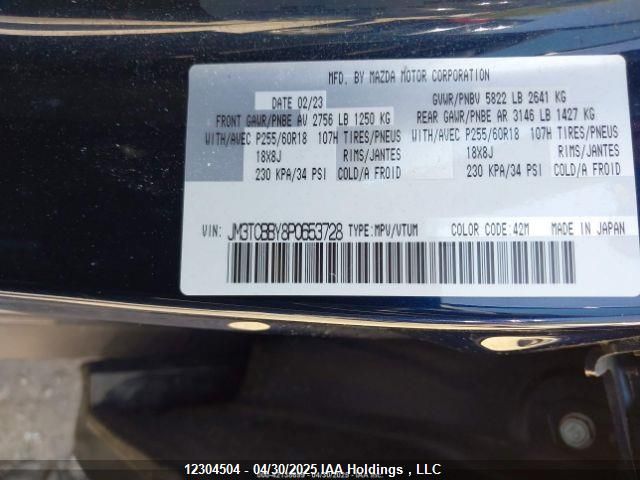 MFD. BY MAZDA MOTOR CORPORATION
DATE 02/23 GVWR/PNBV 5822 LB 2641 KG
FRONT GAWR/PNBE AV 2756 LB 1250 KG REAR GAWR/PNBE AR 3146 LB 1427 KG
WITH/AVEC P255/60R18 107H TIRES/PNEUS WITH/AVEC P255/60R18 107H TIRES/PNEUS
18X8J RIMS/JANTES 18X8J RIMS/JANTES
230 KPA/34 PSI COLD/A FROID 230 KPA/34 PSI COLD/A FROID
VIN: JM3TCBBY8P0653728 TYPE:MPV/VTUM COLOR CODE:42M MADE IN JAPAN
12304504 - 04/30/2025 IAA Holdings , LLC